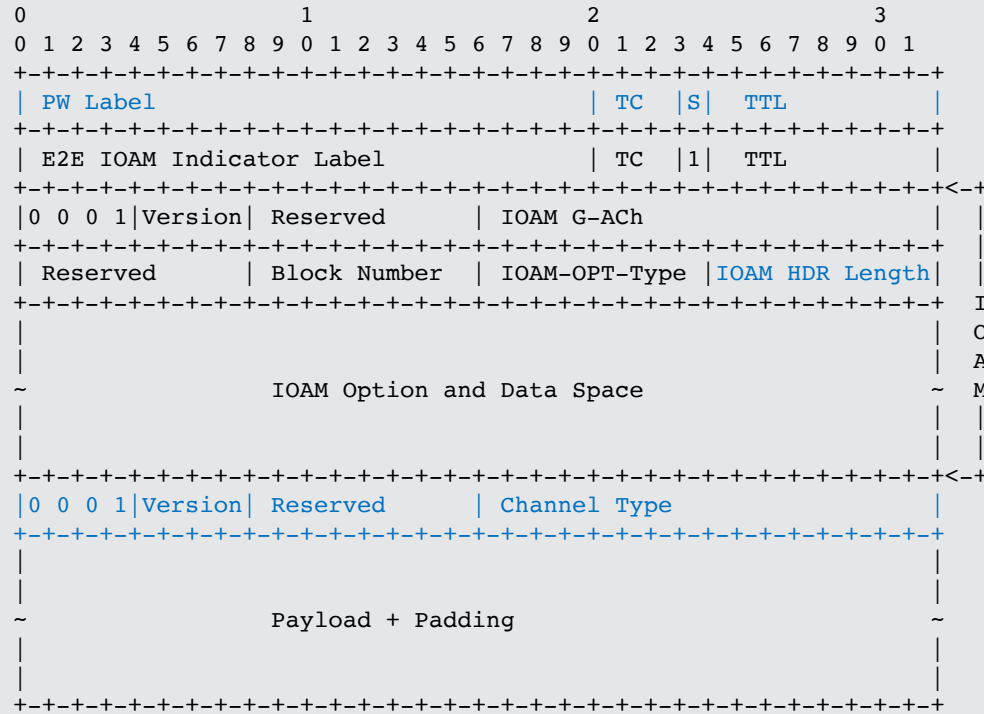 0                   1                   2                   3
0 1 2 3 4 5 6 7 8 9 0 1 2 3 4 5 6 7 8 9 0 1 2 3 4 5 6 7 8 9 0 1
+-+-+-+-+-+-+-+-+-+-+-+-+-+-+-+-+-+-+-+-+-+-+-+-+-+-+-+-+-+-+-+-+
| PW Label                              | TC  |S|  TTL          |
+-+-+-+-+-+-+-+-+-+-+-+-+-+-+-+-+-+-+-+-+-+-+-+-+-+-+-+-+-+-+-+-+
| E2E IOAM Indicator Label              | TC  |1|  TTL          |
+-+-+-+-+-+-+-+-+-+-+-+-+-+-+-+-+-+-+-+-+-+-+-+-+-+-+-+-+-+-+-+-+<-+
|0 0 0 1|Version| Reserved      | IOAM G-ACh                    |  |
+-+-+-+-+-+-+-+-+-+-+-+-+-+-+-+-+-+-+-+-+-+-+-+-+-+-+-+-+-+-+-+-+  |
| Reserved      | Block Number  | IOAM-OPT-Type |IOAM HDR Length|  |
+-+-+-+-+-+-+-+-+-+-+-+-+-+-+-+-+-+-+-+-+-+-+-+-+-+-+-+-+-+-+-+-+  I
|                                                               |  O
|                                                               |  A
~                 IOAM Option and Data Space                    ~  M
|                                                               |  |
|                                                               |  |
+-+-+-+-+-+-+-+-+-+-+-+-+-+-+-+-+-+-+-+-+-+-+-+-+-+-+-+-+-+-+-+-+<-+
|0 0 0 1|Version| Reserved      | Channel Type                  |
+-+-+-+-+-+-+-+-+-+-+-+-+-+-+-+-+-+-+-+-+-+-+-+-+-+-+-+-+-+-+-+-+
|                                                               |
|                                                               |
~                 Payload + Padding                             ~
|                                                               |
|                                                               |
+-+-+-+-+-+-+-+-+-+-+-+-+-+-+-+-+-+-+-+-+-+-+-+-+-+-+-+-+-+-+-+-+